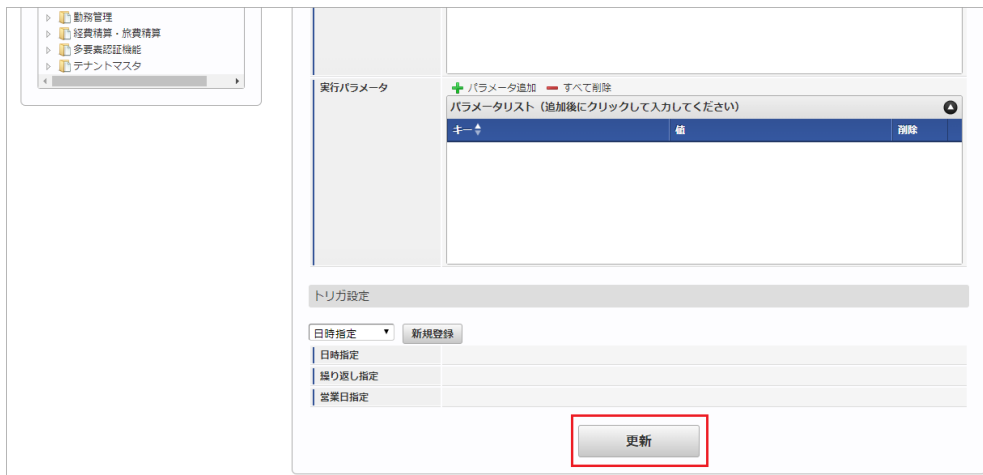 勤務管理
経費精算・旅費精算
多要素認証機能
テナントマスタ
実行パラメータ
パラメータ追加 すべて削除
パラメータリスト（追加後にクリックして入力してください）
キー 値 削除
トリガ設定
日時指定 新規登録
日時指定
繰り返し指定
営業日指定
更新